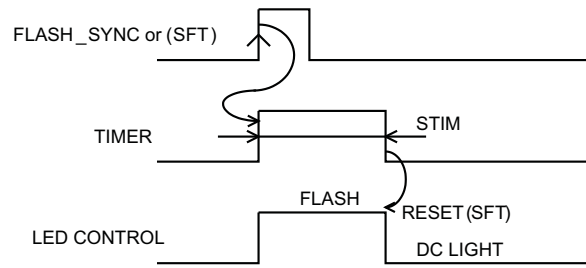 FLASH_SYNC or (SFT)
TIMER
STIM
FLASH
RESET(SFT)
LED CONTROL
DC LIGHT